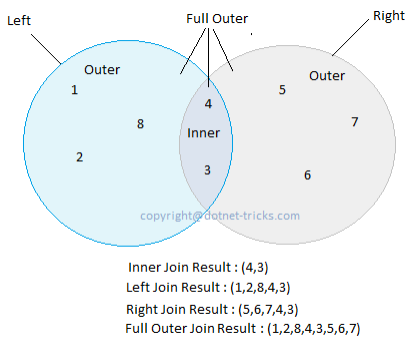 Full Outer
Left
Right
Outer
Outer
1
5
4
8
7
Inner
2
3
6
copyright@dotnet-tricks.com
Inner Join Result : (4,3)
Left Join Result : (1,2,8,4,3)
Right Join Result : (5,6,7,4,3)
Full Outer Join Result : (1,2,8,4,3,5,6,7)